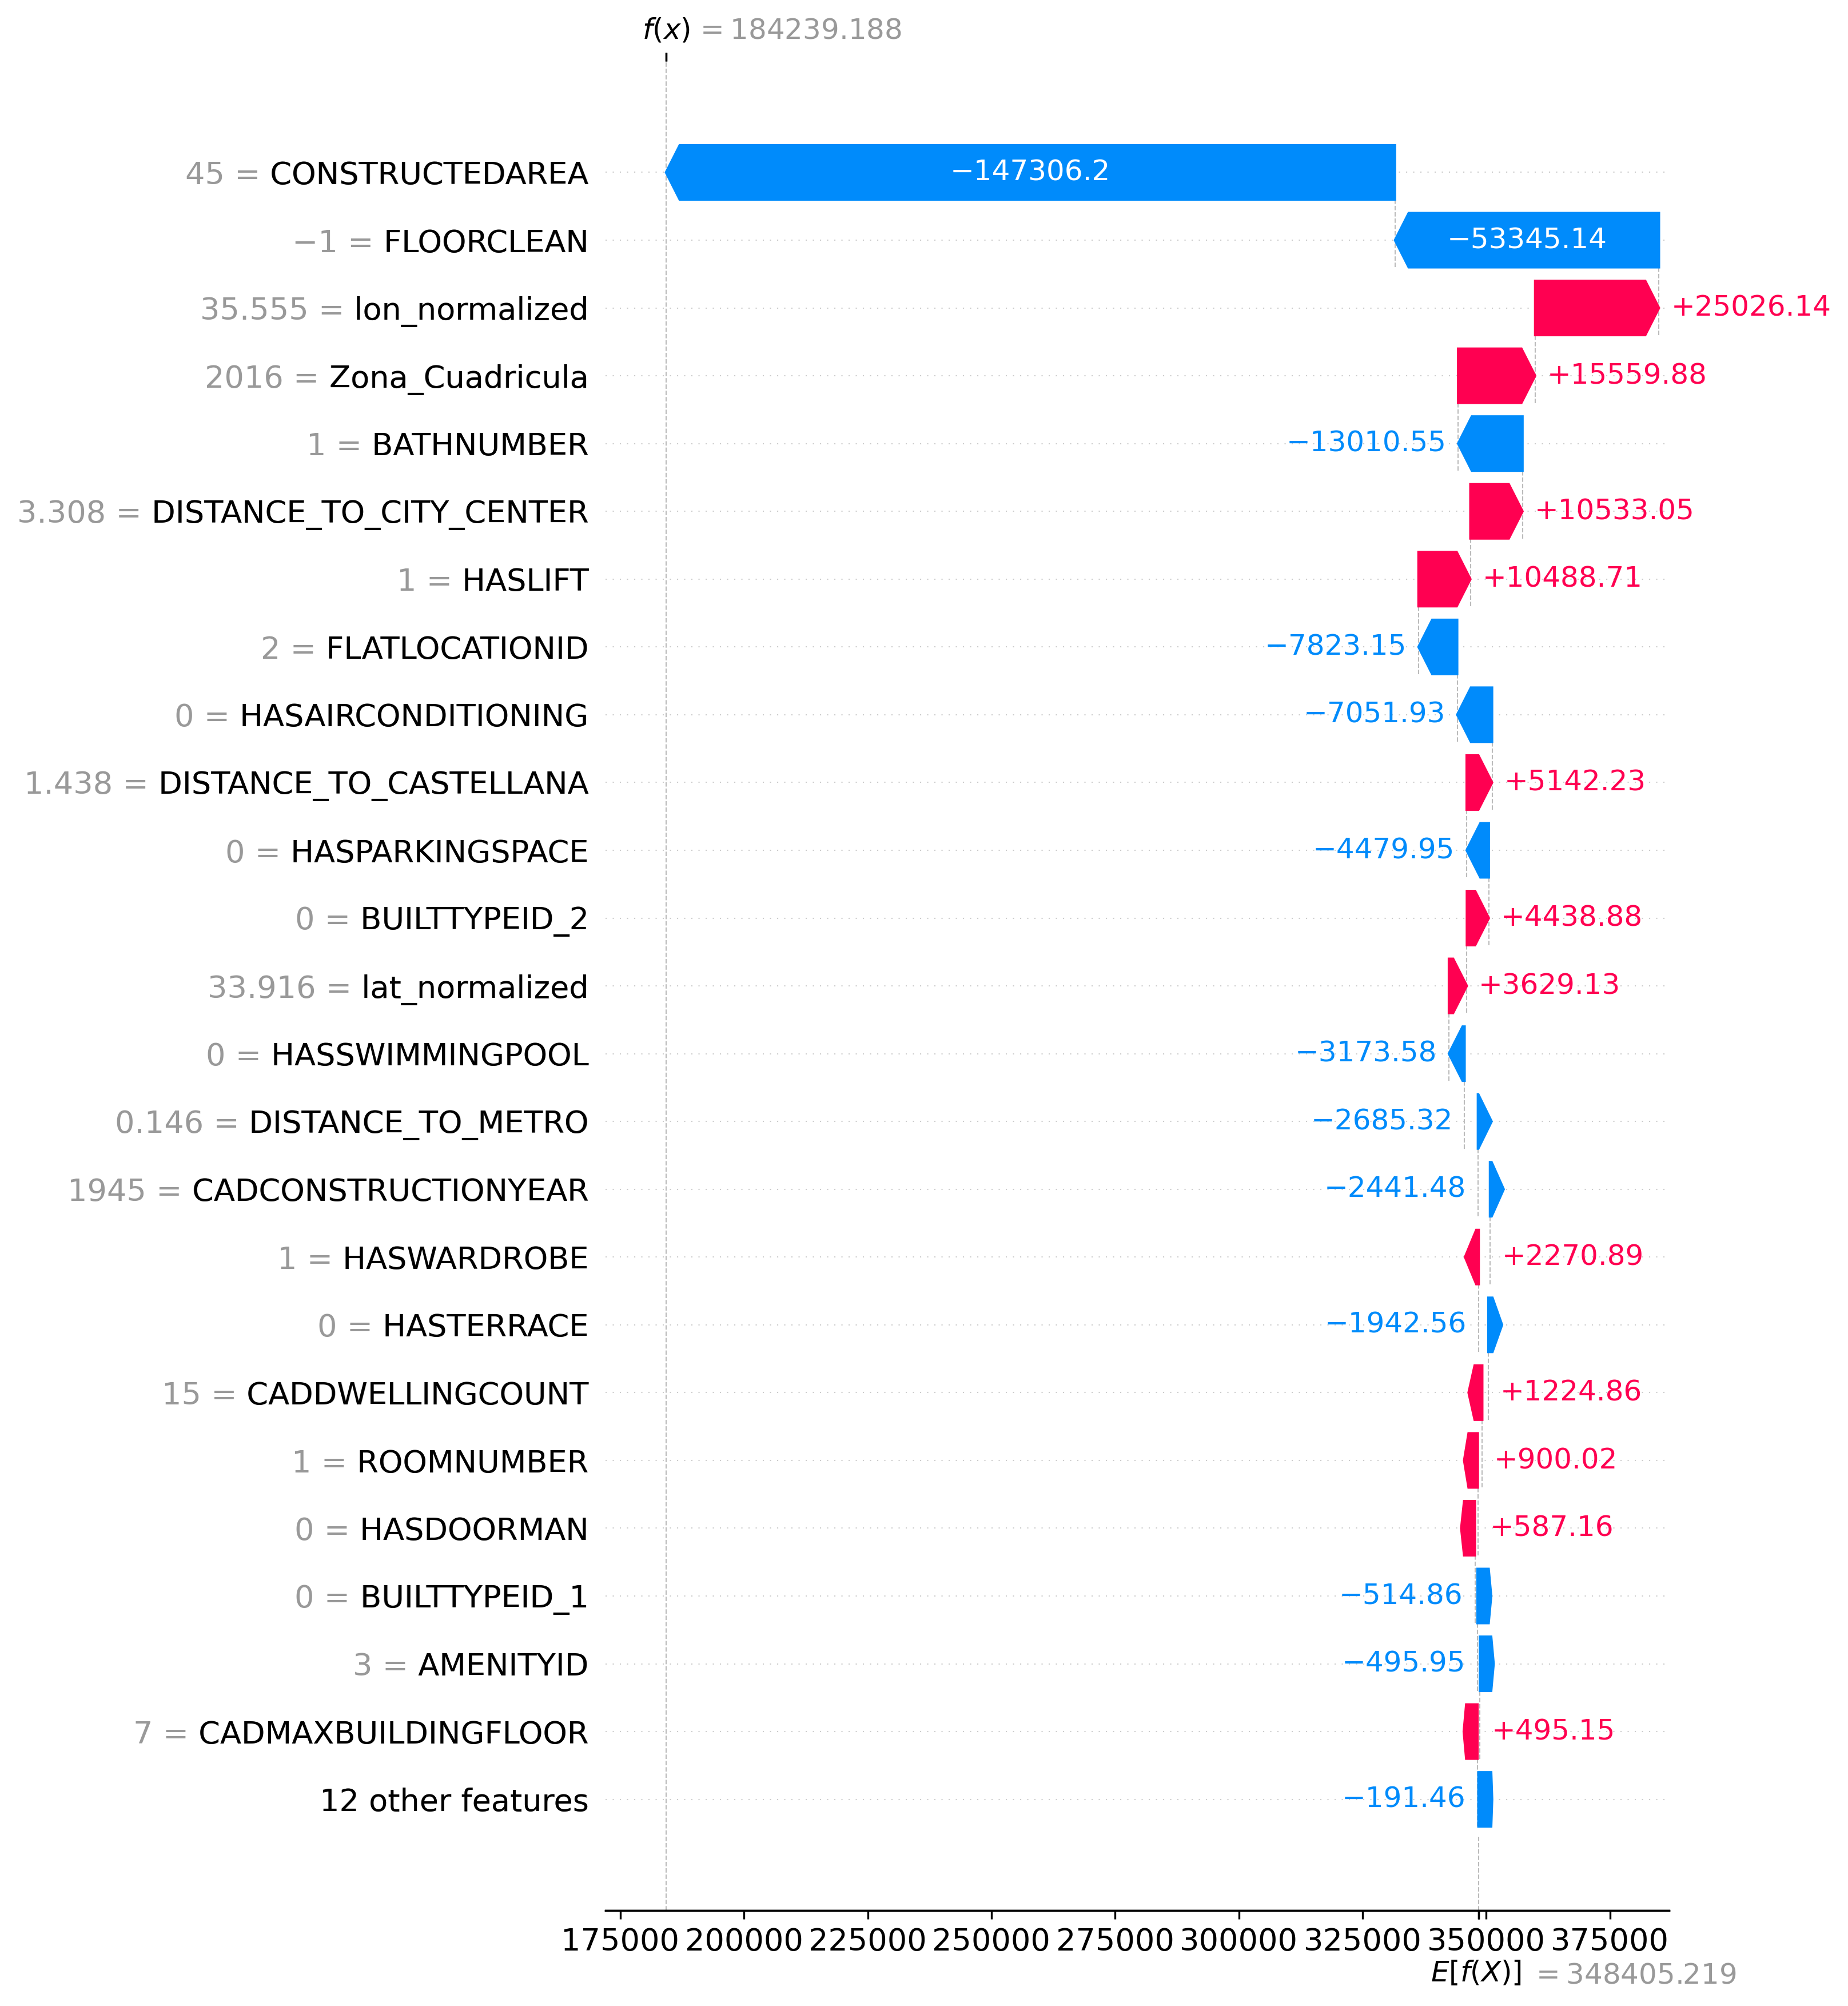 f(x) = 184239.188
45 = CONSTRUCTEDAREA −147306.2
−1 = FLOORCLEAN −53345.14
35.555 = lon_normalized +25026.14
2016 = Zona_Cuadricula +15559.88
1 = BATHNUMBER −13010.55
3.308 = DISTANCE_TO_CITY_CENTER +10533.05
1 = HASLIFT +10488.71
2 = FLATLOCATIONID −7823.15
0 = HASAIRCONDITIONING −7051.93
1.438 = DISTANCE_TO_CASTELLANA +5142.23
0 = HASPARKINGSPACE −4479.95
0 = BUILTTYPEID_2 +4438.88
33.916 = lat_normalized +3629.13
0 = HASSWIMMINGPOOL −3173.58
0.146 = DISTANCE_TO_METRO −2685.32
1945 = CADCONSTRUCTIONYEAR −2441.48
1 = HASWARDROBE +2270.89
0 = HASTERRACE −1942.56
15 = CADDWELLINGCOUNT +1224.86
1 = ROOMNUMBER +900.02
0 = HASDOORMAN +587.16
0 = BUILTTYPEID_1 −514.86
3 = AMENITYID −495.95
7 = CADMAXBUILDINGFLOOR +495.15
12 other features −191.46
175000 200000 225000 250000 275000 300000 325000 350000 375000
E[f(X)] = 348405.219